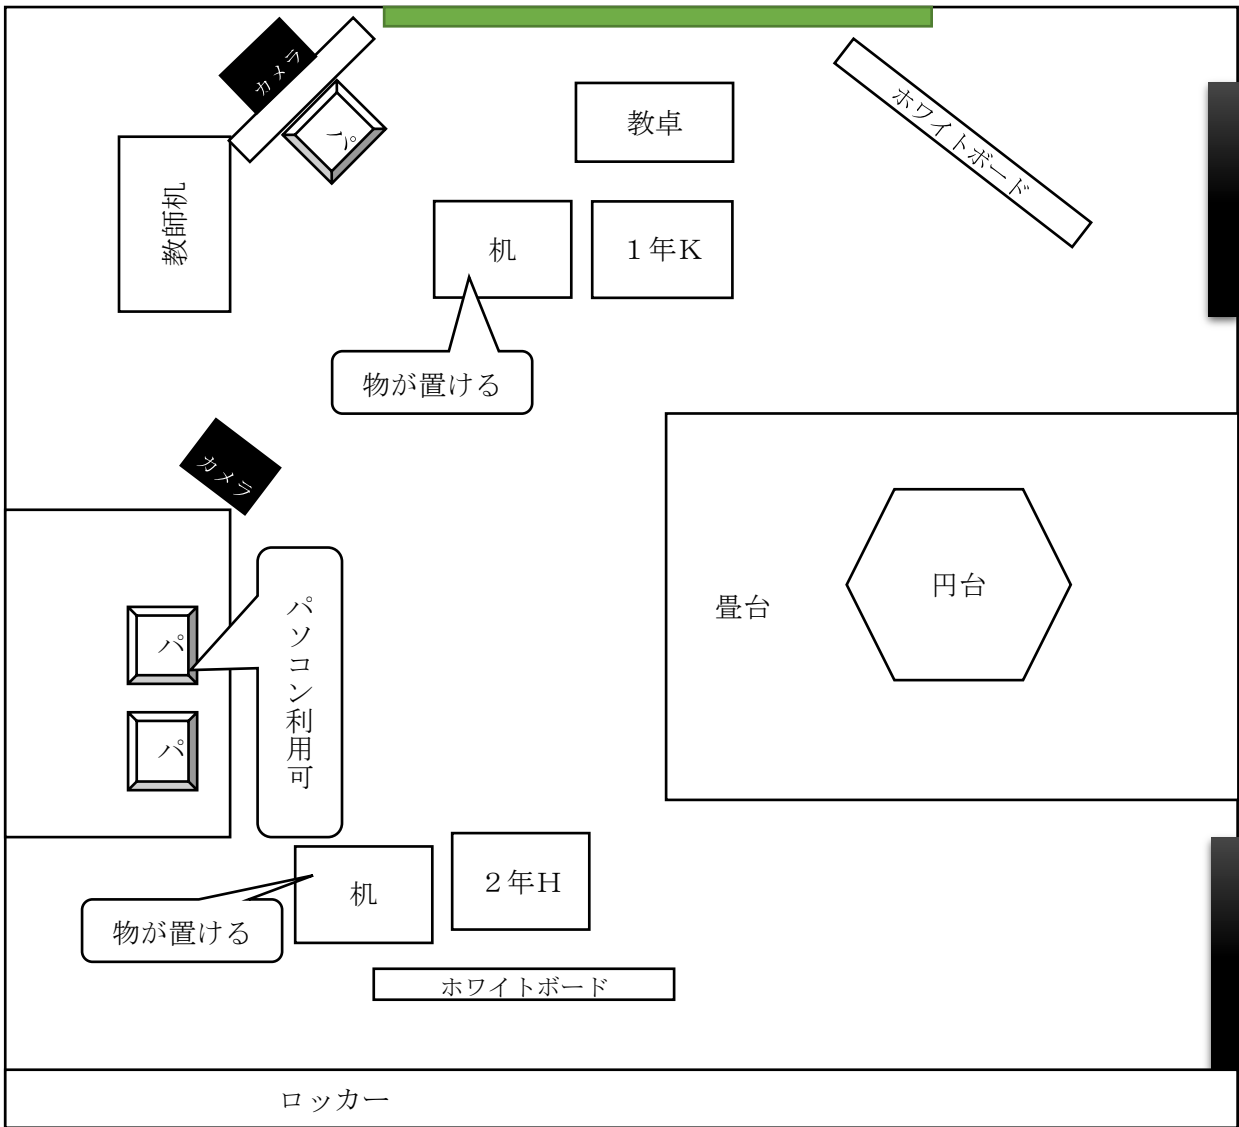 カメラ
パ
教卓
ホワイトボード
教師机
机
１年K
物が置ける
カメラ
パソコン利用可
パ
パ
畳台
円台
机
２年H
物が置ける
ホワイトボード
ロッカー